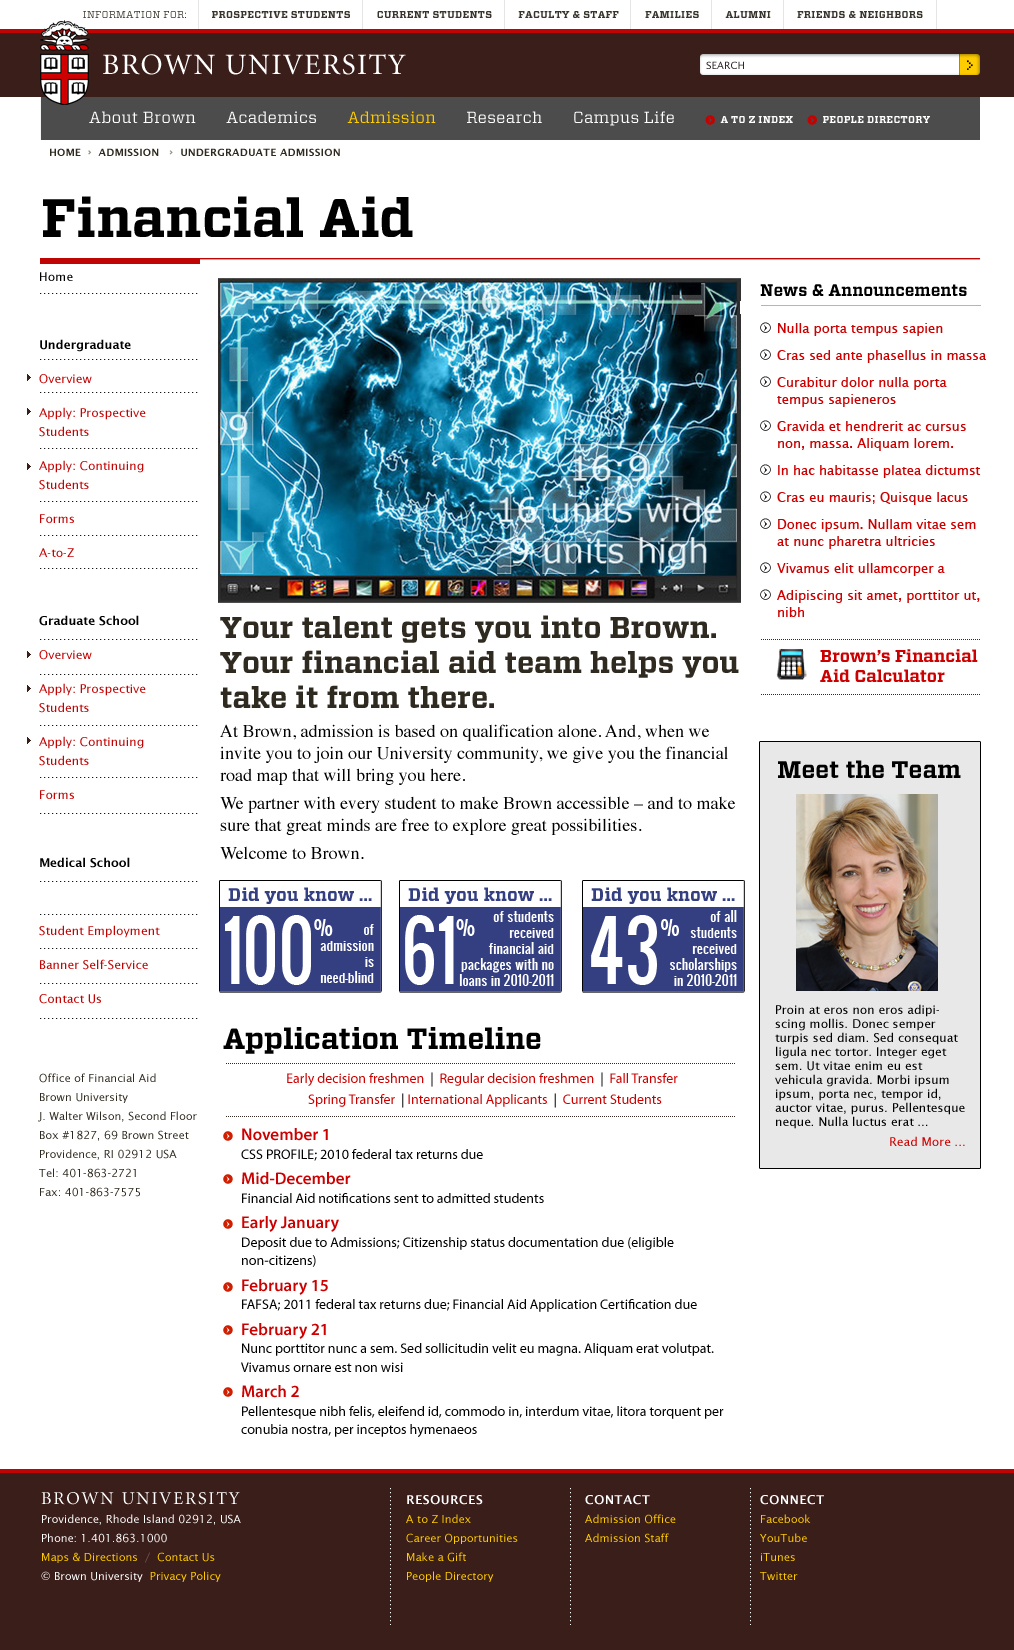 INFORMATION FOR: PROSPECTIVE STUDENTS CURRENT STUDENTS FACULTY & STAFF FAMILIES ALUMNI FRIENDS & NEIGHBORS
BROWN UNIVERSITY
SEARCH
About Brown Academics Admission Research Campus Life A TO Z INDEX PEOPLE DIRECTORY
HOME › ADMISSION › UNDERGRADUATE ADMISSION
Financial Aid
Home
Undergraduate
Overview
Apply: Prospective
Students
Apply: Continuing
Students
Forms
A-to-Z
Graduate School
Overview
Apply: Prospective
Students
Apply: Continuing
Students
Forms
Medical School
Student Employment
Banner Self-Service
Contact Us
Office of Financial Aid
Brown University
J. Walter Wilson, Second Floor
Box #1827, 69 Brown Street
Providence, RI 02912 USA
Tel: 401-863-2721
Fax: 401-863-7575
16
9
16:9
16 units wide
9 units high
Your talent gets you into Brown.
Your financial aid team helps you
take it from there.
At Brown, admission is based on qualification alone. And, when we
invite you to join our University community, we give you the financial
road map that will bring you here.
We partner with every student to make Brown accessible – and to make
sure that great minds are free to explore great possibilities.
Welcome to Brown.
Did you know ...
100% of
admission
is
need-blind
Did you know ...
61% of students
received
financial aid
packages with no
loans in 2010-2011
Did you know ...
43% of all
students
received
scholarships
in 2010-2011
Application Timeline
Early decision freshmen | Regular decision freshmen | Fall Transfer
Spring Transfer | International Applicants | Current Students
November 1
CSS PROFILE; 2010 federal tax returns due
Mid-December
Financial Aid notifications sent to admitted students
Early January
Deposit due to Admissions; Citizenship status documentation due (eligible
non-citizens)
February 15
FAFSA; 2011 federal tax returns due; Financial Aid Application Certification due
February 21
Nunc porttitor nunc a sem. Sed sollicitudin velit eu magna. Aliquam erat volutpat.
Vivamus ornare est non wisi
March 2
Pellentesque nibh felis, eleifend id, commodo in, interdum vitae, litora torquent per
conubia nostra, per inceptos hymenaeos
News & Announcements
Nulla porta tempus sapien
Cras sed ante phasellus in massa
Curabitur dolor nulla porta
tempus sapieneros
Gravida et hendrerit ac cursus
non, massa. Aliquam lorem.
In hac habitasse platea dictumst
Cras eu mauris; Quisque lacus
Donec ipsum. Nullam vitae sem
at nunc pharetra ultricies
Vivamus elit ullamcorper a
Adipiscing sit amet, porttitor ut,
nibh
Brown's Financial
Aid Calculator
Meet the Team
Proin at eros non eros adipi-
scing mollis. Donec semper
turpis sed diam. Sed consequat
ligula nec tortor. Integer eget
sem. Ut vitae enim eu est
vehicula gravida. Morbi ipsum
ipsum, porta nec, tempor id,
auctor vitae, purus. Pellentesque
neque. Nulla luctus erat ...
Read More ...
BROWN UNIVERSITY
Providence, Rhode Island 02912, USA
Phone: 1.401.863.1000
Maps & Directions / Contact Us
© Brown University Privacy Policy
RESOURCES
A to Z Index
Career Opportunities
Make a Gift
People Directory
CONTACT
Admission Office
Admission Staff
CONNECT
Facebook
YouTube
iTunes
Twitter